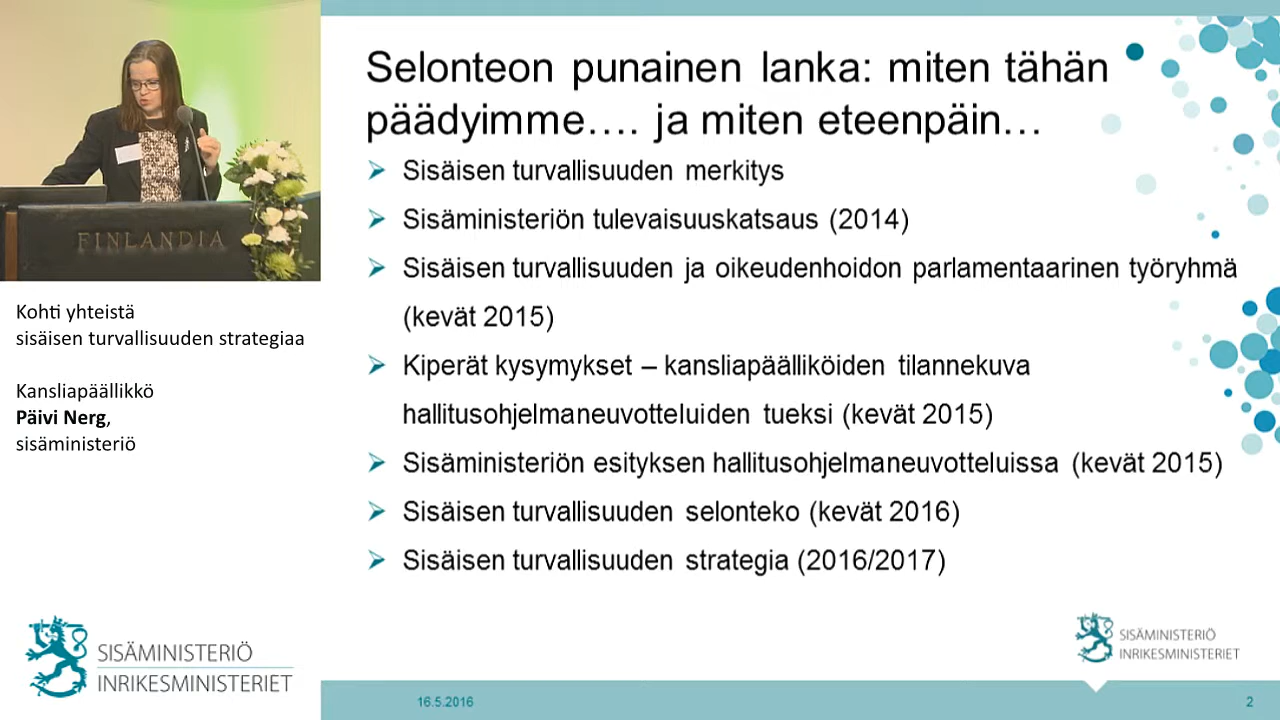 FINLANDIA
Kohti yhteistä
sisäisen turvallisuuden strategiaa
Kansliapäällikkö
Päivi Nerg,
sisäministeriö
SISÄMINISTERIÖ
INRIKESMINISTERIET
Selonteon punainen lanka: miten tähän
päädyimme.... ja miten eteenpäin...
Sisäisen turvallisuuden merkitys
Sisäministeriön tulevaisuuskatsaus (2014)
Sisäisen turvallisuuden ja oikeudenhoidon parlamentaarinen työryhmä
(kevät 2015)
Kiperät kysymykset – kansliapäälliköiden tilannekuva
hallitusohjelmaneuvotteluiden tueksi (kevät 2015)
Sisäministeriön esityksen hallitusohjelmaneuvotteluissa (kevät 2015)
Sisäisen turvallisuuden selonteko (kevät 2016)
Sisäisen turvallisuuden strategia (2016/2017)
SISÄMINISTERIÖ
INRIKESMINISTERIET
16.5.2016
2